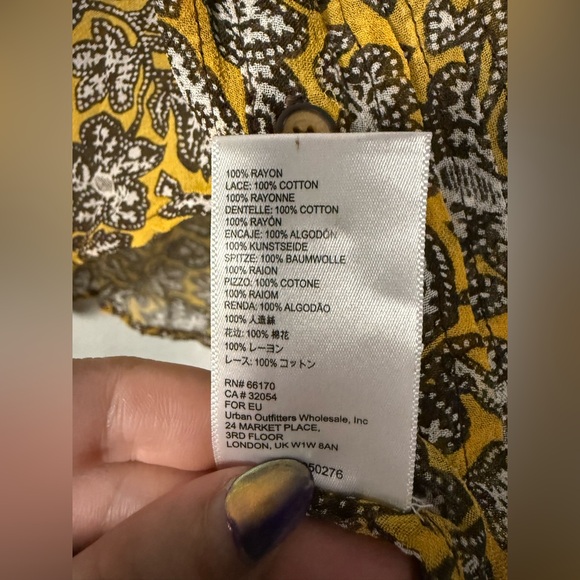 100% RAYON
LACE: 100% COTTON
100% RAYONNE
DENTELLE: 100% COTTON
100% RAYÓN
ENCAJE: 100% ALGODÓN
100% KUNSTSEIDE
SPITZE: 100% BAUMWOLLE
100% RAION
PIZZO: 100% COTONE
100% RAIOM
RENDA: 100% ALGODÃO
100% 人造絲
花边: 100% 棉花
100% レーヨン
レース: 100% コットン
RN# 66170
CA # 32054
FOR EU
Urban Outfitters Wholesale, Inc
24 MARKET PLACE,
3RD FLOOR
LONDON, UK W1W 8AN